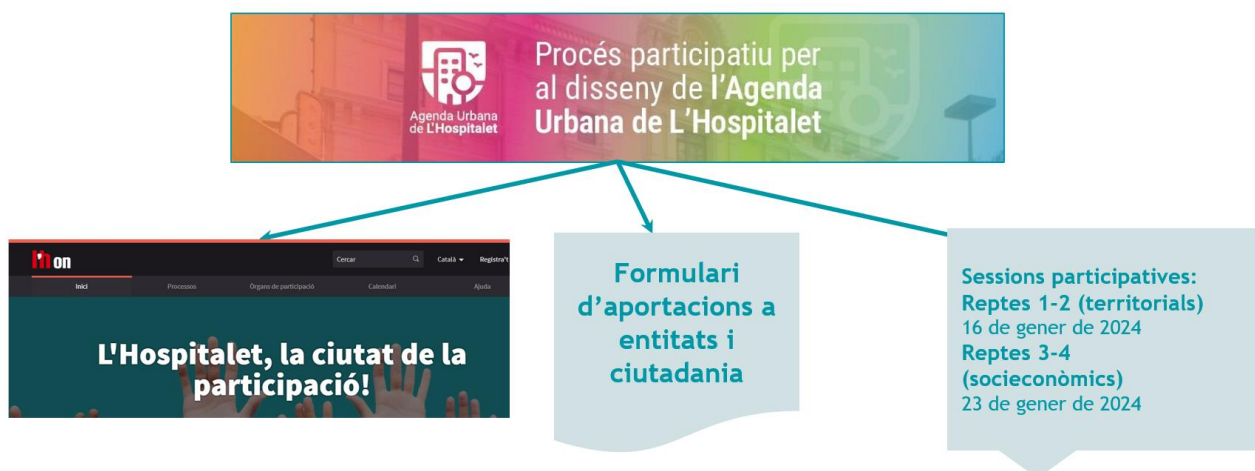 Procés participatiu per
al disseny de l'Agenda
Urbana de L'Hospitalet
Agenda Urbana
de L'Hospitalet
l'h on
Cercar
Català
Registra't
Inici
Processos
Òrgans de participació
Calendari
Ajuda
L'Hospitalet, la ciutat de la
participació!
Formulari
d'aportacions a
entitats i
ciutadania
Sessions participatives:
Reptes 1-2 (territorials)
16 de gener de 2024
Reptes 3-4
(socieconòmics)
23 de gener de 2024